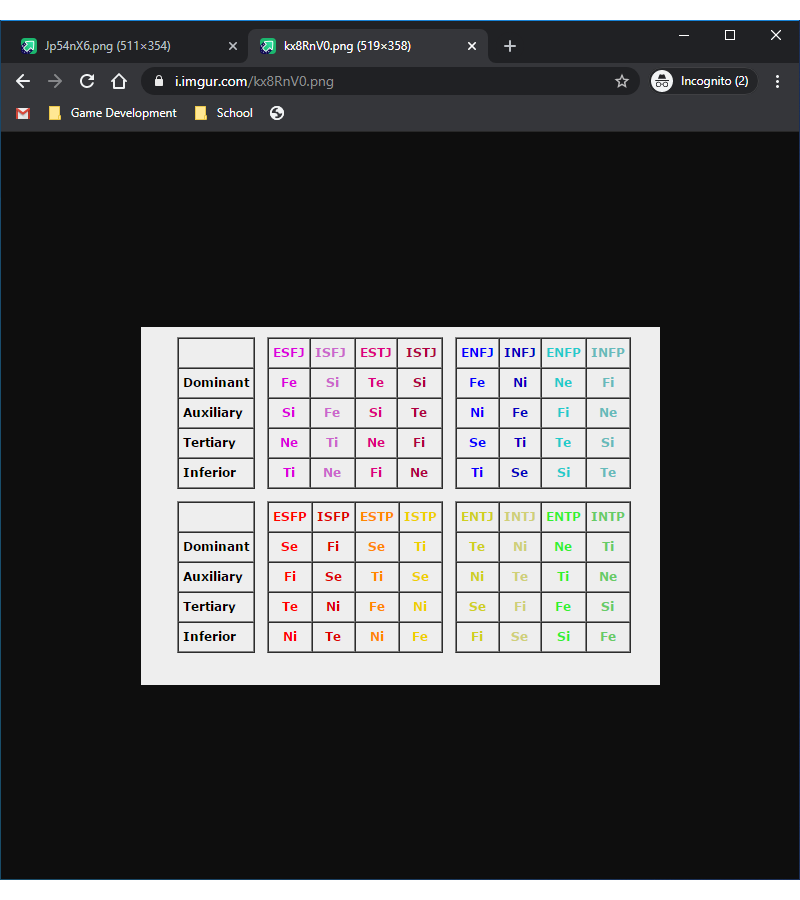 Jp54nX6.png (511×354)
kx8RnV0.png (519×358)
i.imgur.com/kx8RnV0.png
Incognito (2)
Game Development
School
ESFJ ISFJ ESTJ ISTJ ENFJ INFJ ENFP INFP
Dominant Fe Si Te Si Fe Ni Ne Fi
Auxiliary Si Fe Si Te Ni Fe Fi Ne
Tertiary Ne Ti Ne Fi Se Ti Te Si
Inferior Ti Ne Fi Ne Ti Se Si Te
ESFP ISFP ESTP ISTP ENTJ INTJ ENTP INTP
Dominant Se Fi Se Ti Te Ni Ne Ti
Auxiliary Fi Se Ti Se Ni Te Ti Ne
Tertiary Te Ni Fe Ni Se Fi Fe Si
Inferior Ni Te Ni Fe Fi Se Si Fe